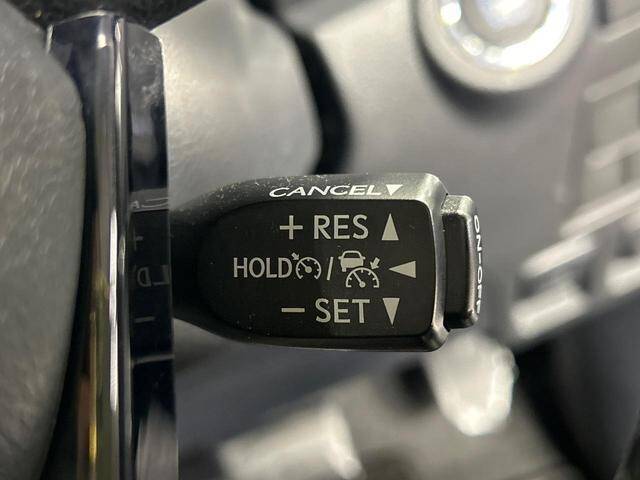 CANCEL▼
+ RES ▲
HOLD / ◀
− SET ▼
ON-OFF